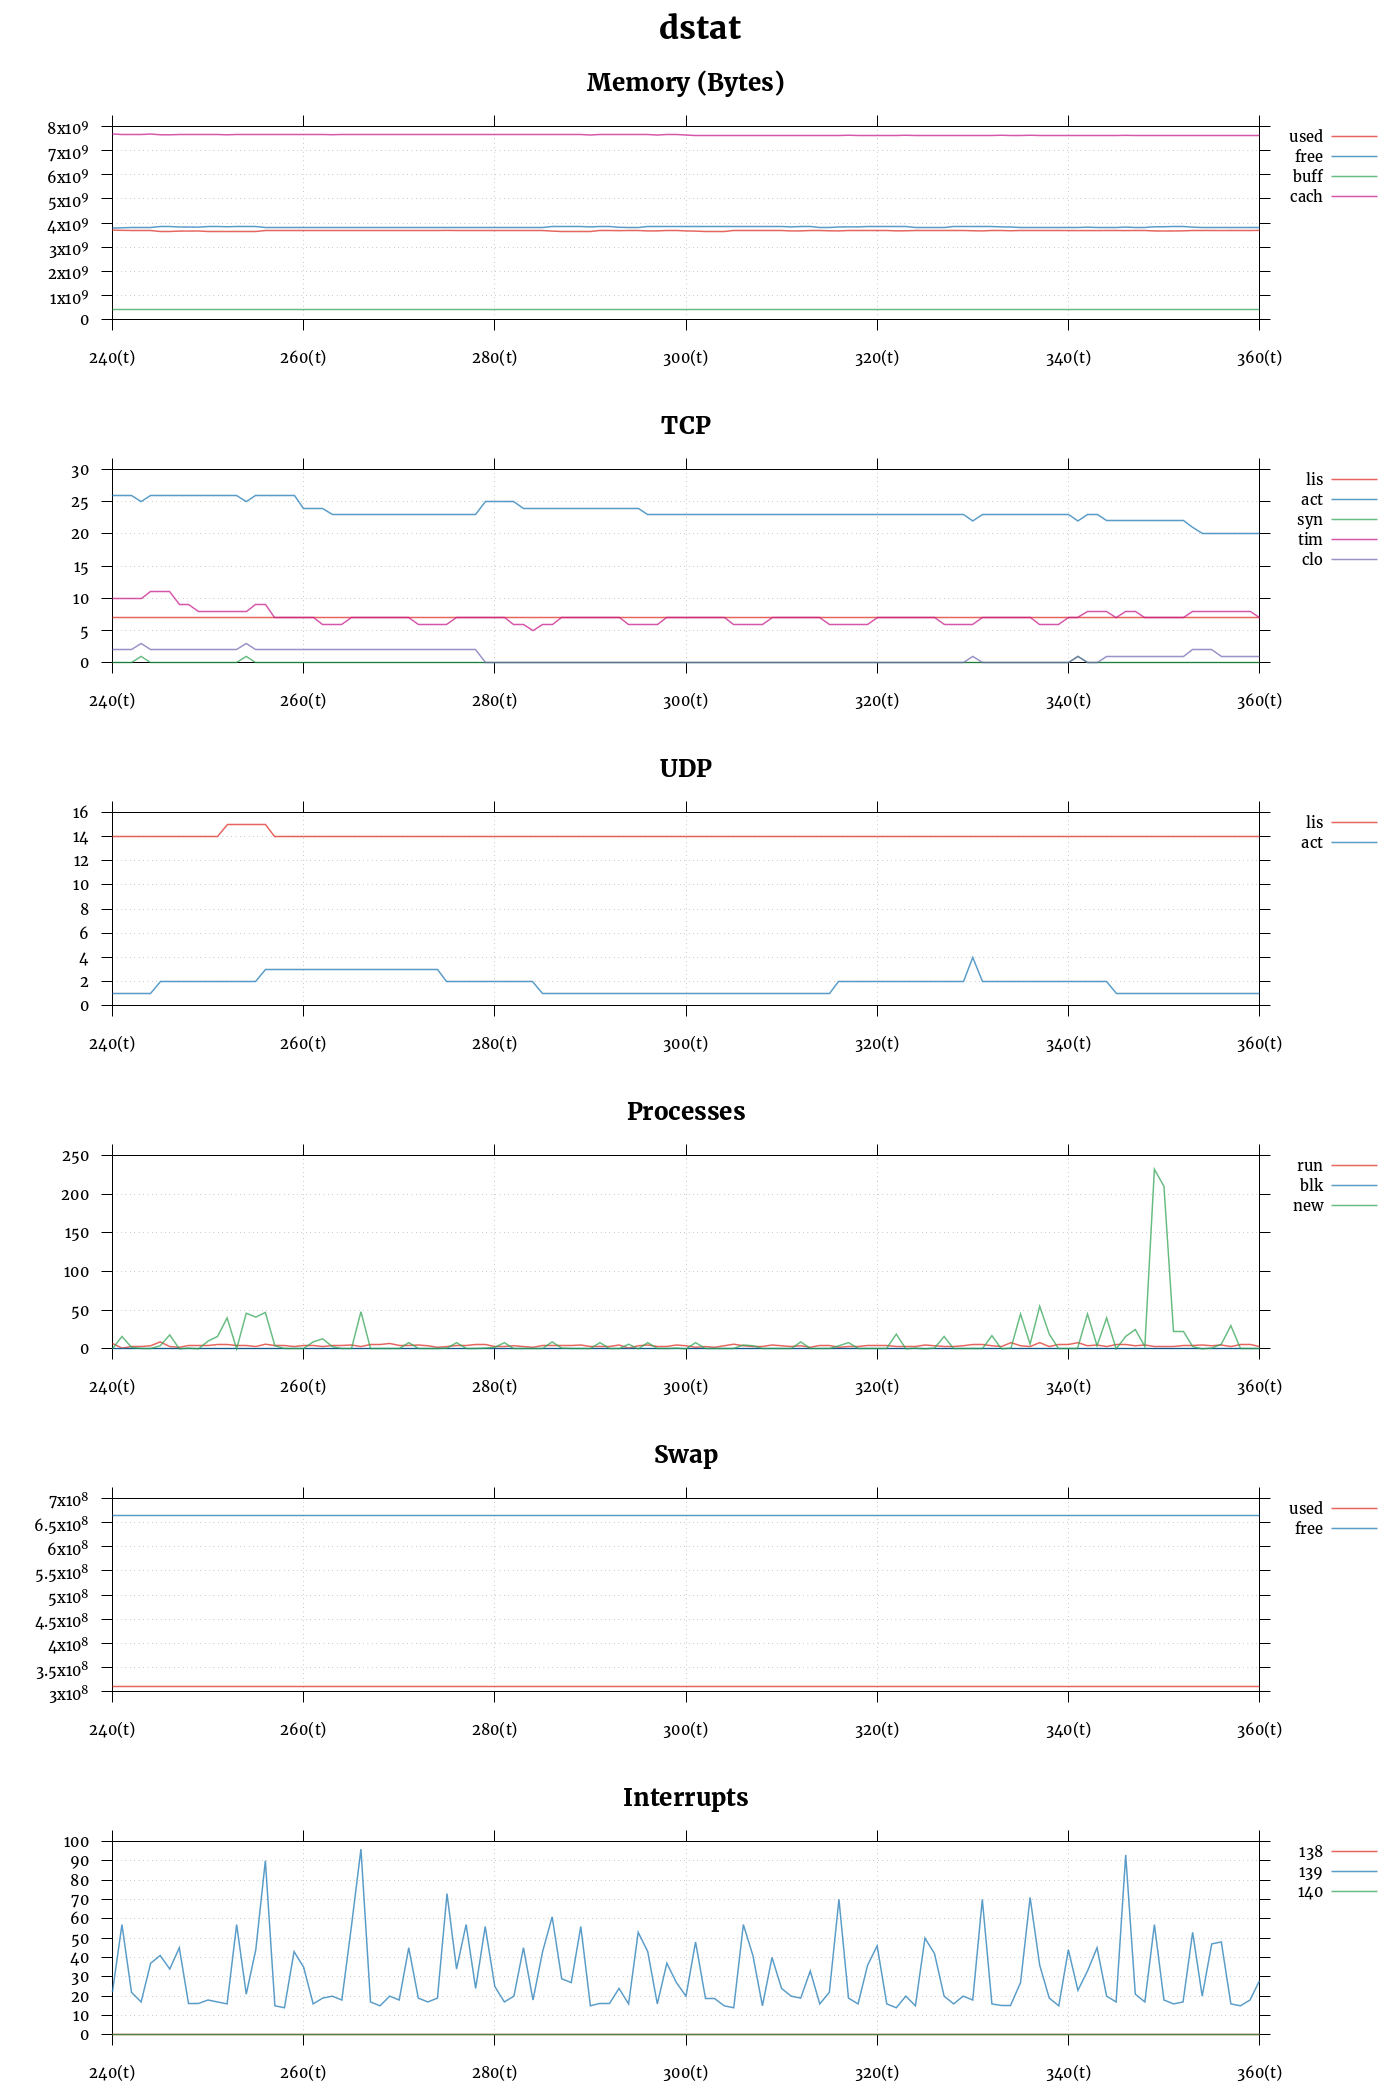 dstat
Memory (Bytes)
8x10⁹
7x10⁹
6x10⁹
5x10⁹
4x10⁹
3x10⁹
2x10⁹
1x10⁹
0
240(t) 260(t) 280(t) 300(t) 320(t) 340(t) 360(t)
used
free
buff
cach
TCP
30
25
20
15
10
5
0
240(t) 260(t) 280(t) 300(t) 320(t) 340(t) 360(t)
lis
act
syn
tim
clo
UDP
16
14
12
10
8
6
4
2
0
240(t) 260(t) 280(t) 300(t) 320(t) 340(t) 360(t)
lis
act
Processes
250
200
150
100
50
0
240(t) 260(t) 280(t) 300(t) 320(t) 340(t) 360(t)
run
blk
new
Swap
7x10⁸
6.5x10⁸
6x10⁸
5.5x10⁸
5x10⁸
4.5x10⁸
4x10⁸
3.5x10⁸
3x10⁸
240(t) 260(t) 280(t) 300(t) 320(t) 340(t) 360(t)
used
free
Interrupts
100
90
80
70
60
50
40
30
20
10
0
240(t) 260(t) 280(t) 300(t) 320(t) 340(t) 360(t)
138
139
140